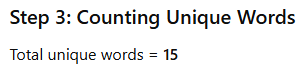 Step 3: Counting Unique Words
Total unique words = 15